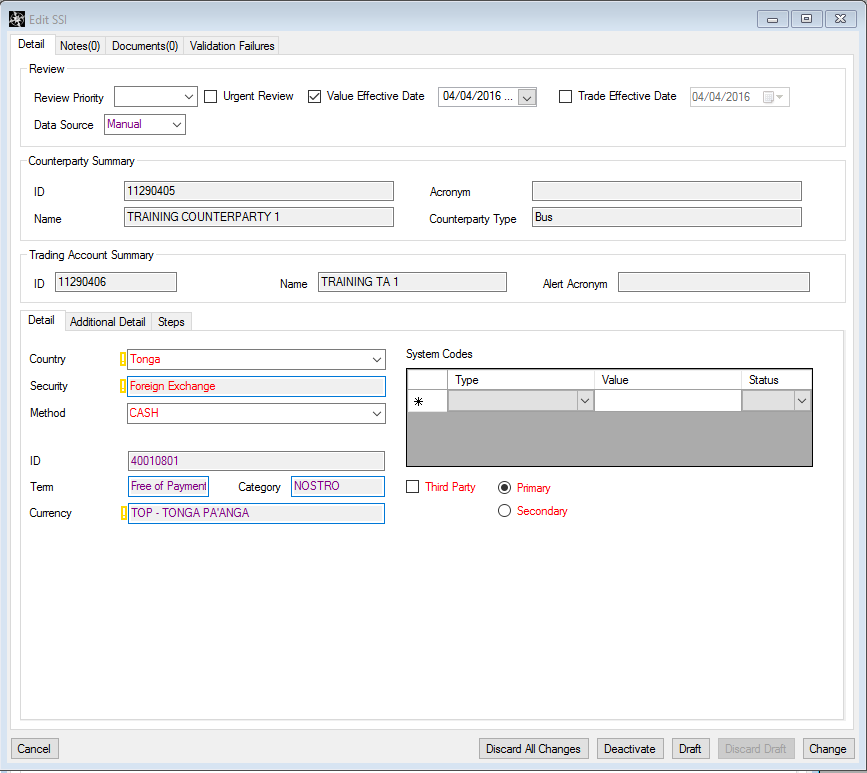 Edit SSI
Detail Notes(0) Documents(0) Validation Failures
Review
Review Priority Urgent Review Value Effective Date 04/04/2016 ... Trade Effective Date 04/04/2016
Data Source Manual
Counterparty Summary
ID 11290405 Acronym
Name TRAINING COUNTERPARTY 1 Counterparty Type Bus
Trading Account Summary
ID 11290406 Name TRAINING TA 1 Alert Acronym
Detail Additional Detail Steps
Country Tonga System Codes
Security Foreign Exchange Type Value Status
Method CASH
ID 40010801
Term Free of Payment Category NOSTRO Third Party Primary
Currency TOP - TONGA PA'ANGA Secondary
Cancel Discard All Changes Deactivate Draft Discard Draft Change